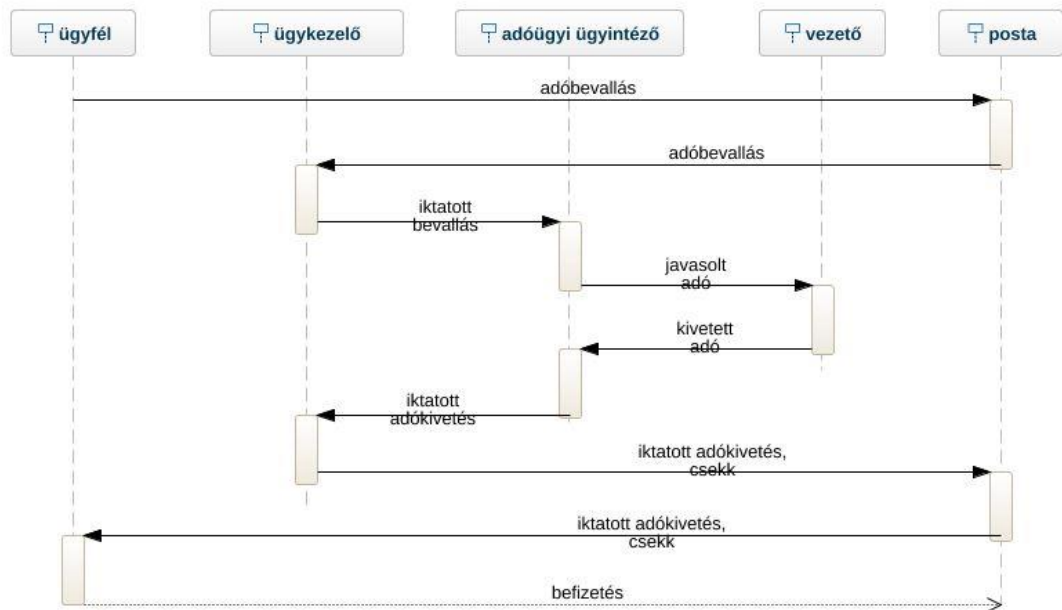 ügyfél
ügykezelő
adóügyi ügyintéző
vezető
posta
adóbevallás
adóbevallás
iktatott
bevallás
javasolt
adó
kivetett
adó
iktatott
adókivetés
iktatott adókivetés,
csekk
iktatott adókivetés,
csekk
befizetés